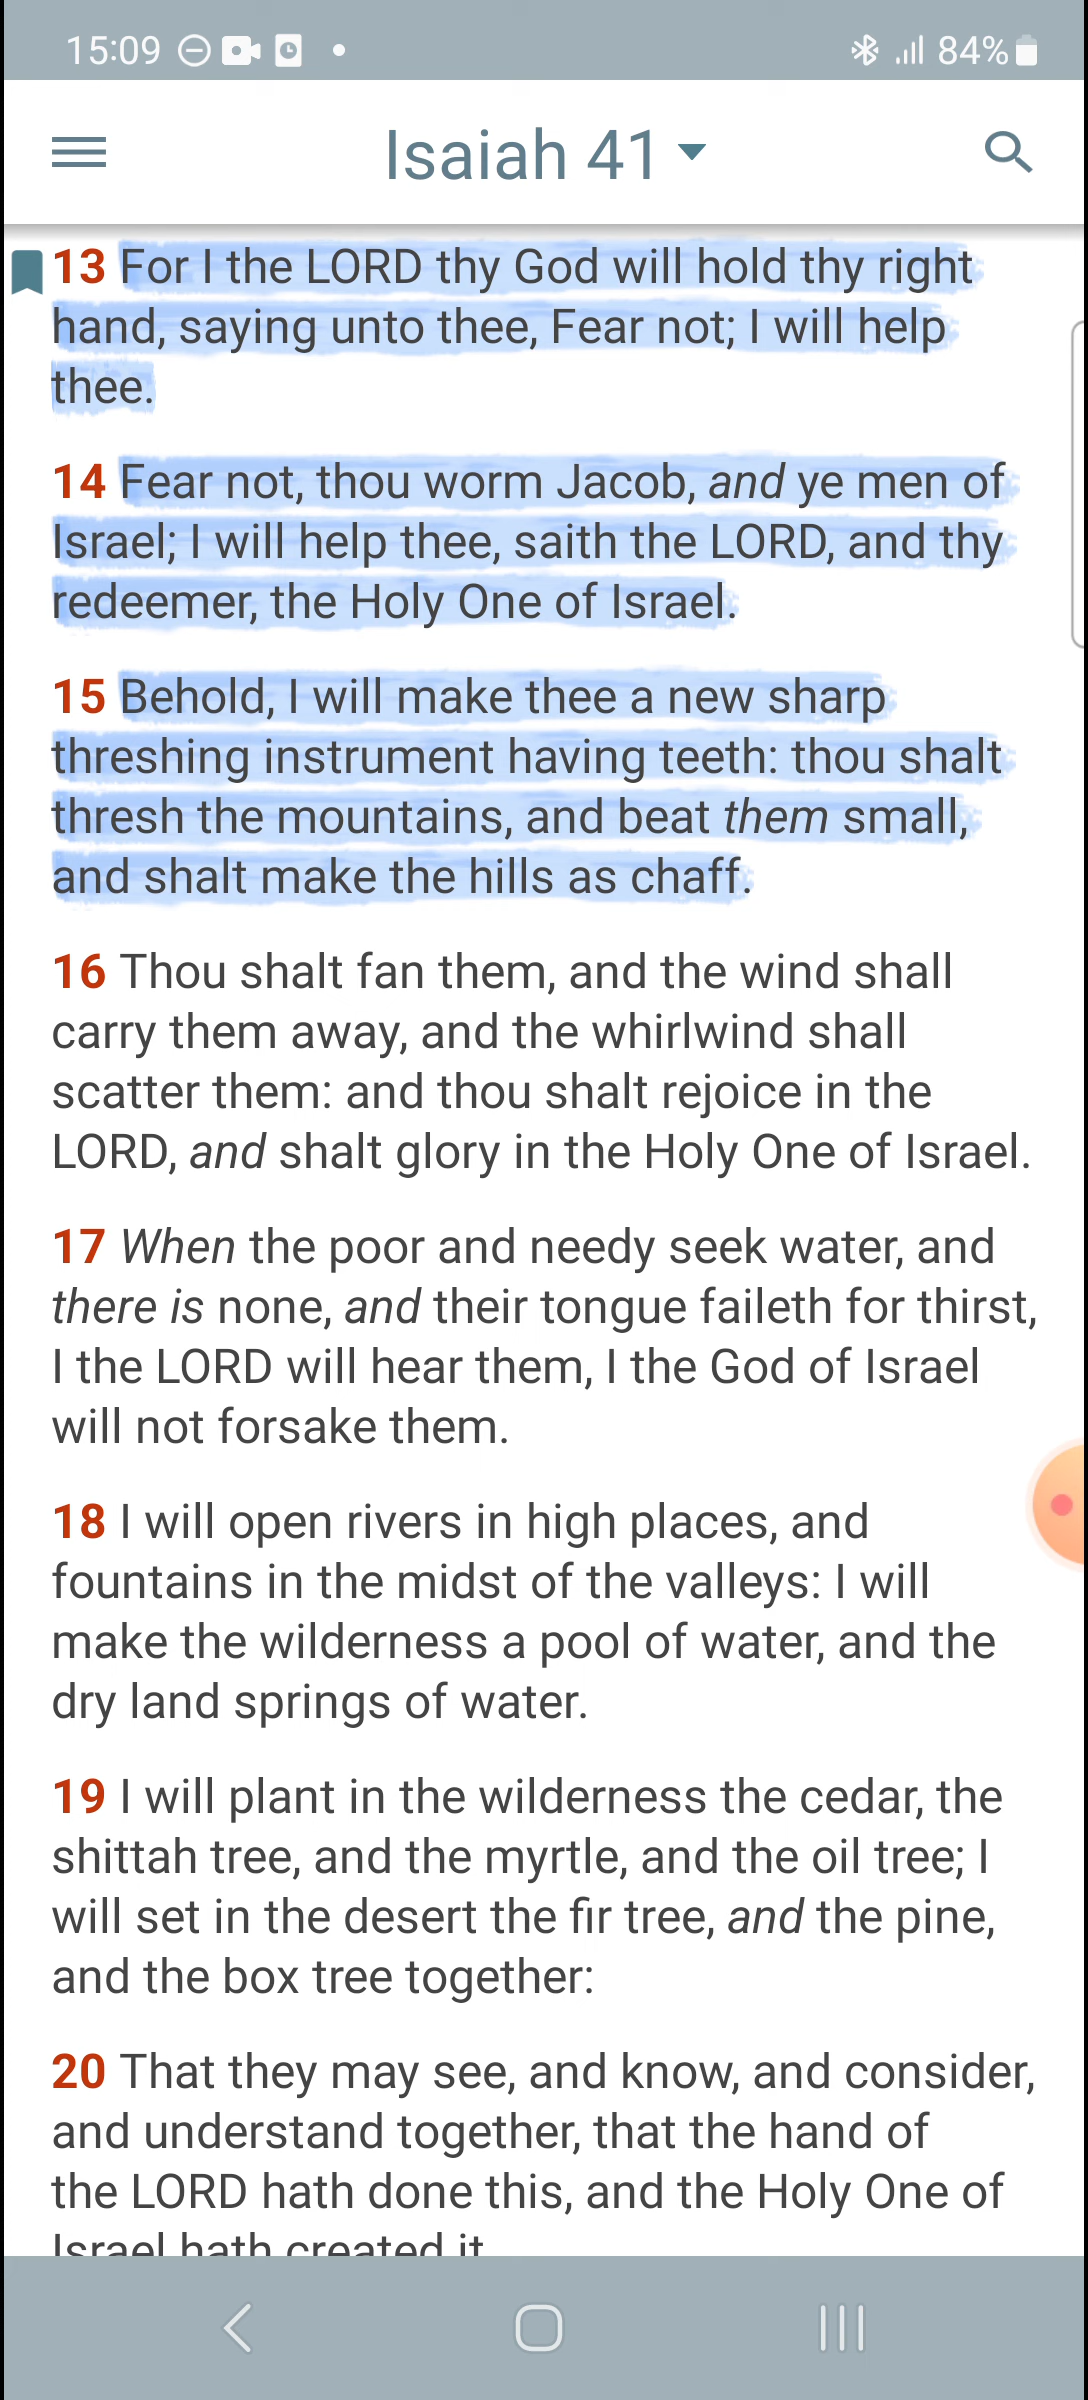 15:09
84%
Isaiah 41
13 For I the LORD thy God will hold thy right
hand, saying unto thee, Fear not; I will help
thee.
14 Fear not, thou worm Jacob, and ye men of
Israel; I will help thee, saith the LORD, and thy
redeemer, the Holy One of Israel.
15 Behold, I will make thee a new sharp
threshing instrument having teeth: thou shalt
thresh the mountains, and beat them small,
and shalt make the hills as chaff.
16 Thou shalt fan them, and the wind shall
carry them away, and the whirlwind shall
scatter them: and thou shalt rejoice in the
LORD, and shalt glory in the Holy One of Israel.
17 When the poor and needy seek water, and
there is none, and their tongue faileth for thirst,
I the LORD will hear them, I the God of Israel
will not forsake them.
18 I will open rivers in high places, and
fountains in the midst of the valleys: I will
make the wilderness a pool of water, and the
dry land springs of water.
19 I will plant in the wilderness the cedar, the
shittah tree, and the myrtle, and the oil tree; I
will set in the desert the fir tree, and the pine,
and the box tree together:
20 That they may see, and know, and consider,
and understand together, that the hand of
the LORD hath done this, and the Holy One of
Israel hath created it